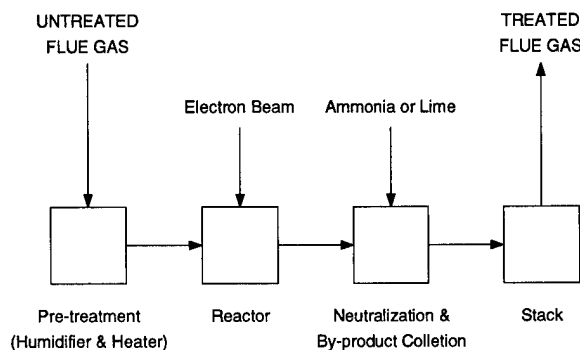 UNTREATED
FLUE GAS
TREATED
FLUE GAS
Electron Beam
Ammonia or Lime
Pre-treatment
(Humidifier & Heater)
Reactor
Neutralization &
By-product Colletion
Stack